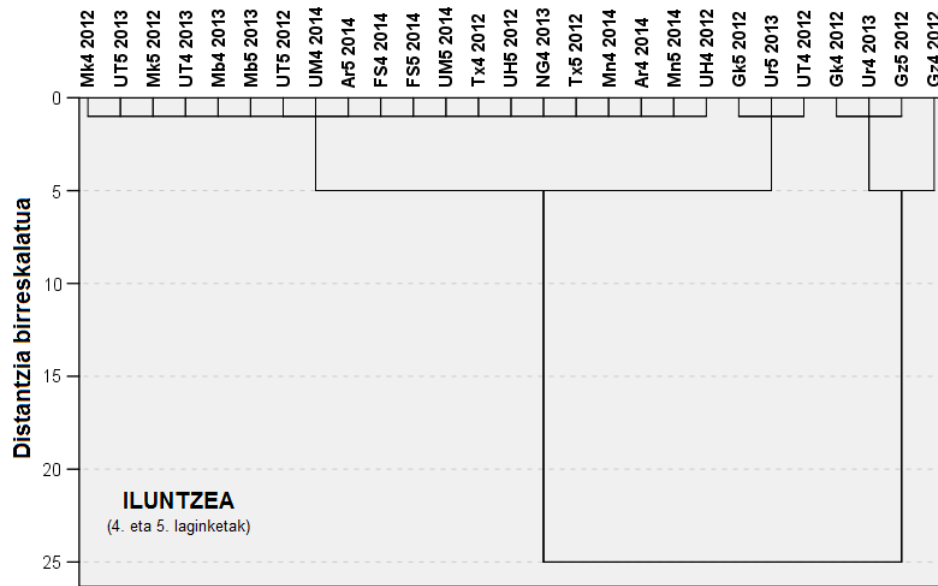 Mk4 2012
UT5 2013
Mk5 2012
UT4 2013
Mb4 2013
Mb5 2013
UT5 2012
UM4 2014
Ar5 2014
FS4 2014
FS5 2014
UM5 2014
Tx4 2012
UH5 2012
NG4 2013
Tx5 2012
Mn4 2014
Ar4 2014
Mn5 2014
UH4 2012
Gk5 2012
Ur5 2013
UT4 2012
Gk4 2012
Ur4 2013
Gz5 2012
Gz4 2012
Distantzia birreskalatua
0
5
10
15
20
25
ILUNTZEA
(4. eta 5. laginketak)